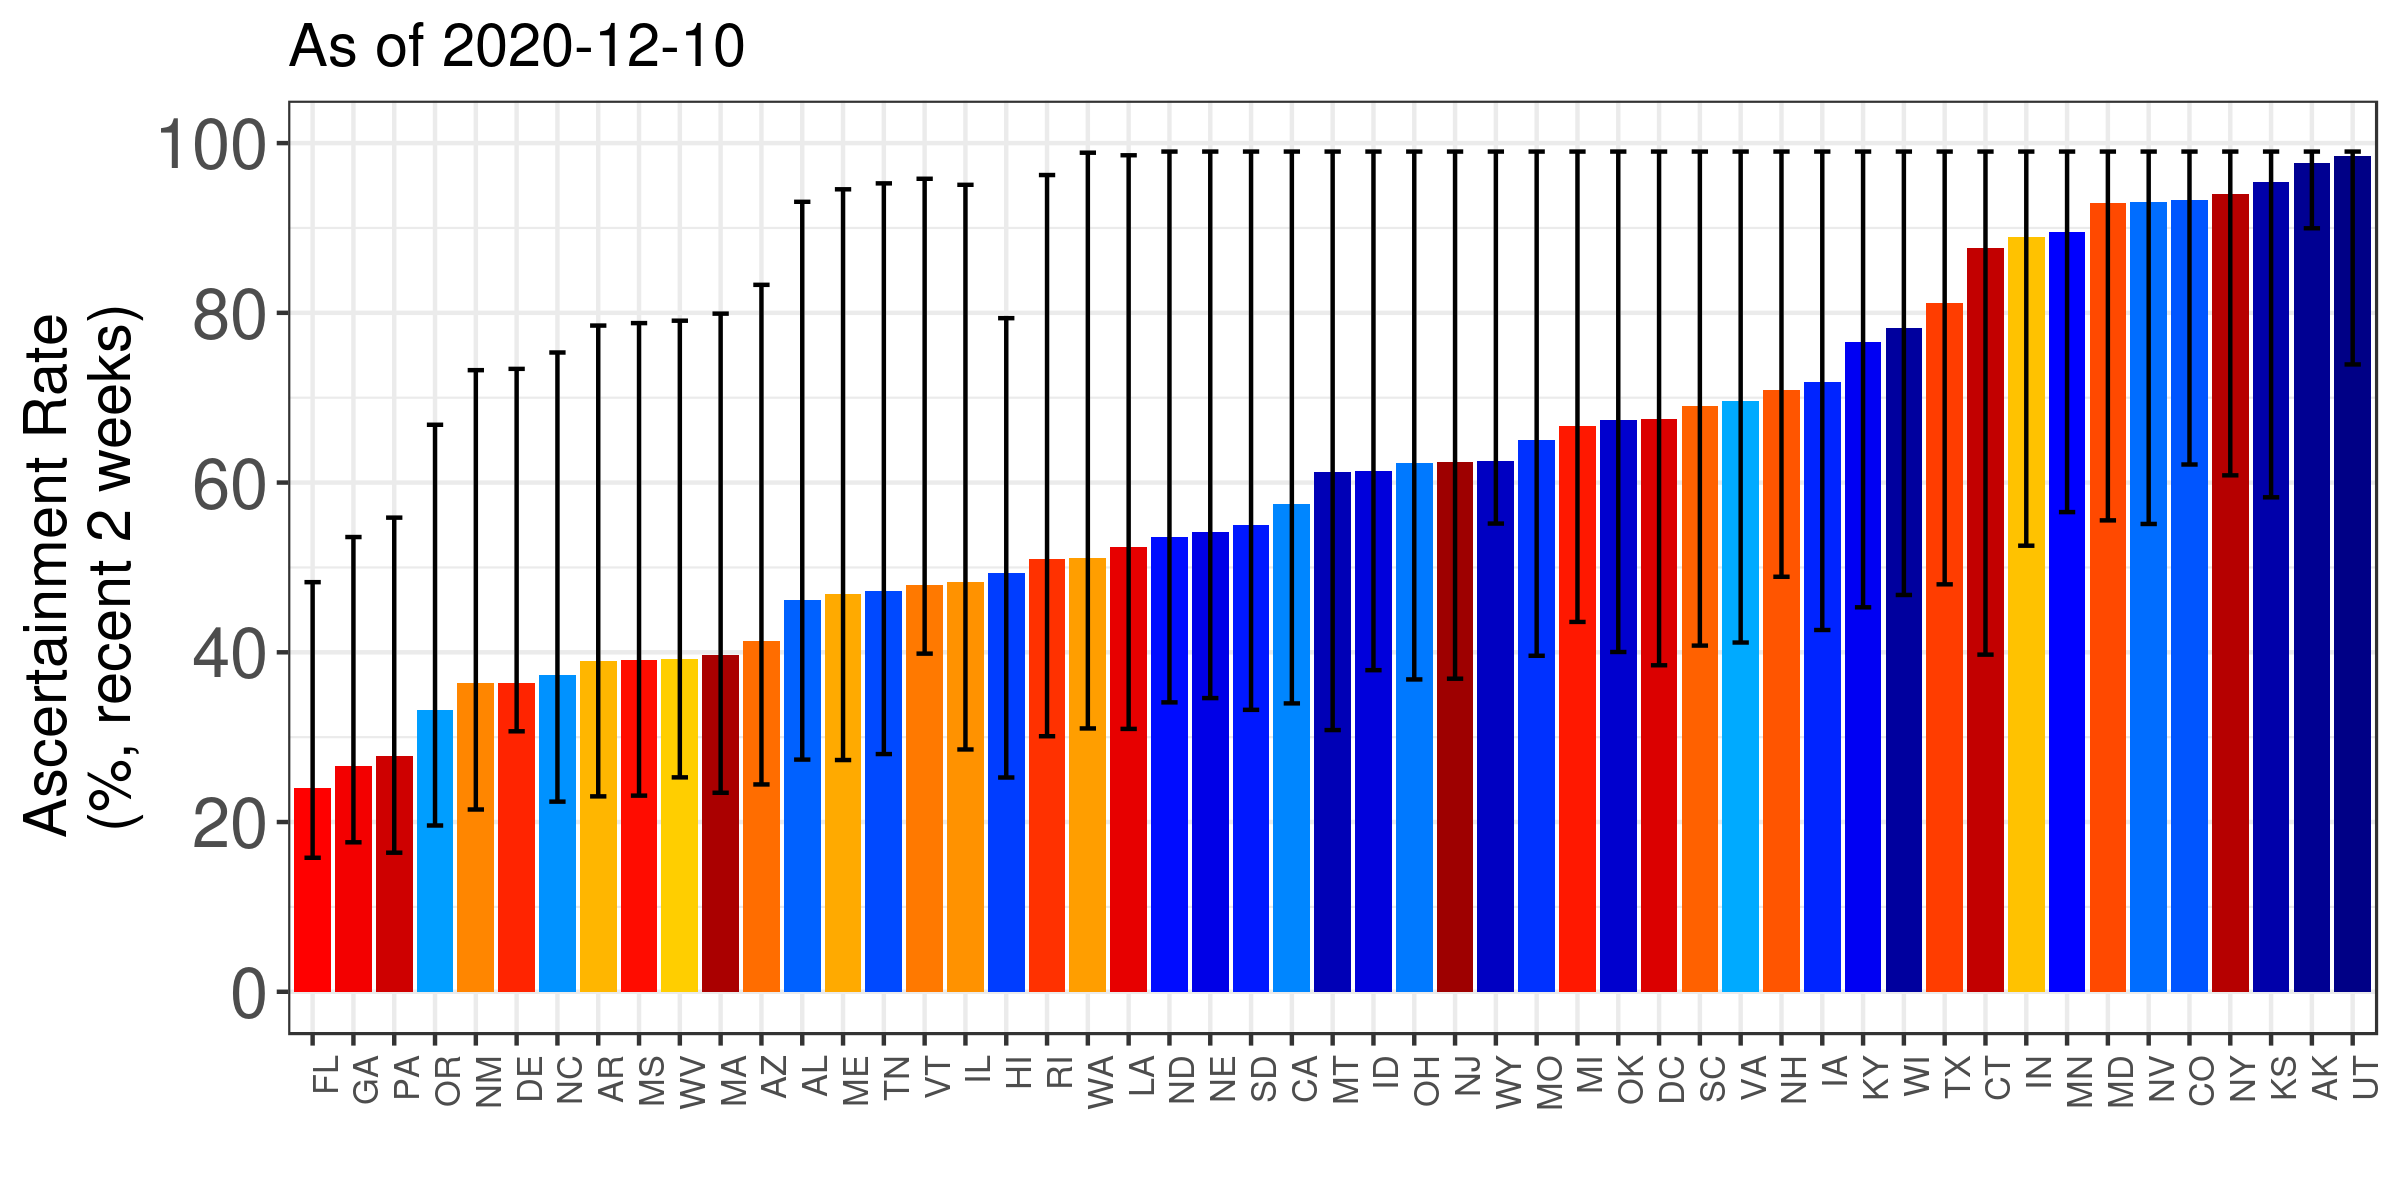 As of 2020-12-10
Ascertainment Rate
(%, recent 2 weeks)
100
80
60
40
20
0
FL GA PA OR NM DE NC AR MS WV MA AZ AL ME TN VT IL HI RI WA LA ND NE SD CA MT ID OH NJ WY MO MI OK DC SC VA NH IA KY WI TX CT IN MN MD NV CO NY KS AK UT